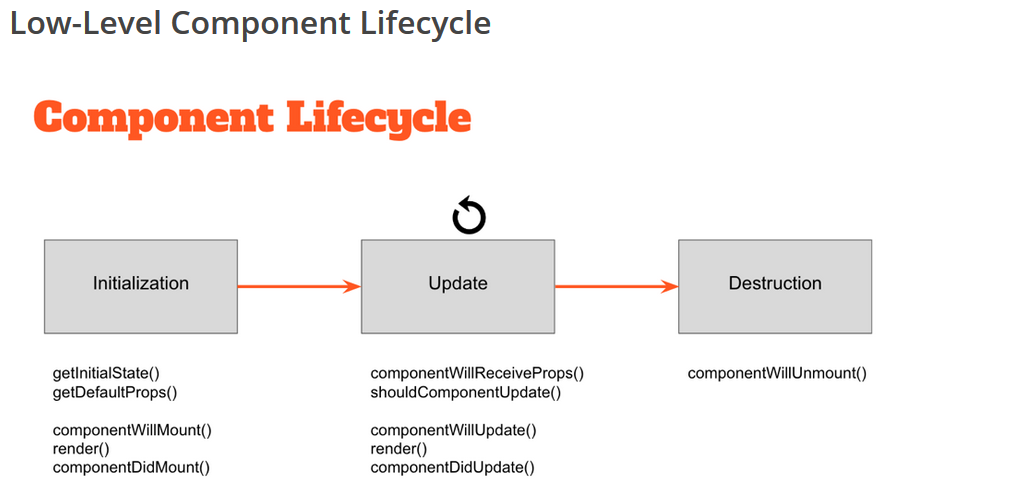 Low-Level Component Lifecycle
Component Lifecycle
Initialization
Update
Destruction
getInitialState()
getDefaultProps()
componentWillMount()
render()
componentDidMount()
componentWillReceiveProps()
shouldComponentUpdate()
componentWillUpdate()
render()
componentDidUpdate()
componentWillUnmount()